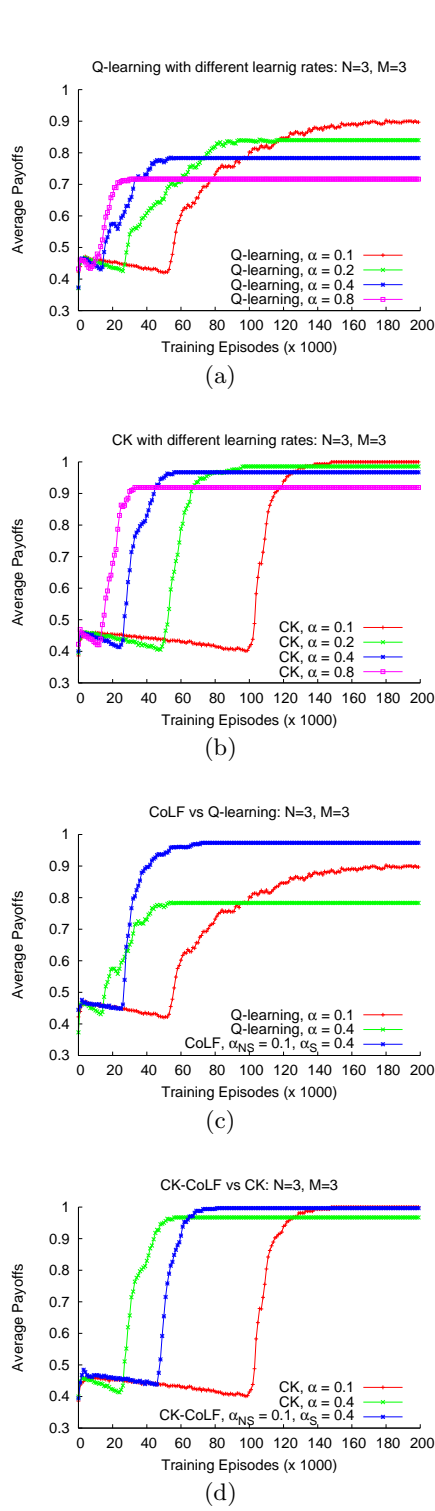 Q-learning with different learnig rates: N=3, M=3
1
0.9
0.8
0.7
0.6
0.5
0.4
0.3
Average Payoffs
Q-learning, α = 0.1
Q-learning, α = 0.2
Q-learning, α = 0.4
Q-learning, α = 0.8
0 20 40 60 80 100 120 140 160 180 200
Training Episodes (x 1000)
(a)
CK with different learning rates: N=3, M=3
1
0.9
0.8
0.7
0.6
0.5
0.4
0.3
Average Payoffs
CK, α = 0.1
CK, α = 0.2
CK, α = 0.4
CK, α = 0.8
0 20 40 60 80 100 120 140 160 180 200
Training Episodes (x 1000)
(b)
CoLF vs Q-learning: N=3, M=3
1
0.9
0.8
0.7
0.6
0.5
0.4
0.3
Average Payoffs
Q-learning, α = 0.1
Q-learning, α = 0.4
CoLF, αNS = 0.1, αS = 0.4
0 20 40 60 80 100 120 140 160 180 200
Training Episodes (x 1000)
(c)
CK-CoLF vs CK: N=3, M=3
1
0.9
0.8
0.7
0.6
0.5
0.4
0.3
Average Payoffs
CK, α = 0.1
CK, α = 0.4
CK-CoLF, αNS = 0.1, αS = 0.4
0 20 40 60 80 100 120 140 160 180 200
Training Episodes (x 1000)
(d)